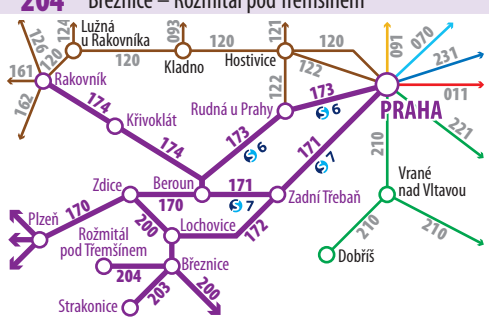 204 Březnice – Rožmitál pod Třemšínem
126
124
Lužná
u Rakovníka
120
093
120
121
120
091
070
120
Kladno
Hostivice
122
231
161
Rakovník
122
173
011
162
174
Křivoklát
Rudná u Prahy
S 6
PRAHA
174
173
S 6
171
S 7
210
221
Zdice
Beroun
171
170
S 7
Zadní Třebaň
Vrané
nad Vltavou
Plzeň
170
200
Lochovice
172
210
210
Rožmitál
pod Třemšínem
Dobříš
204
Březnice
203
200
Strakonice